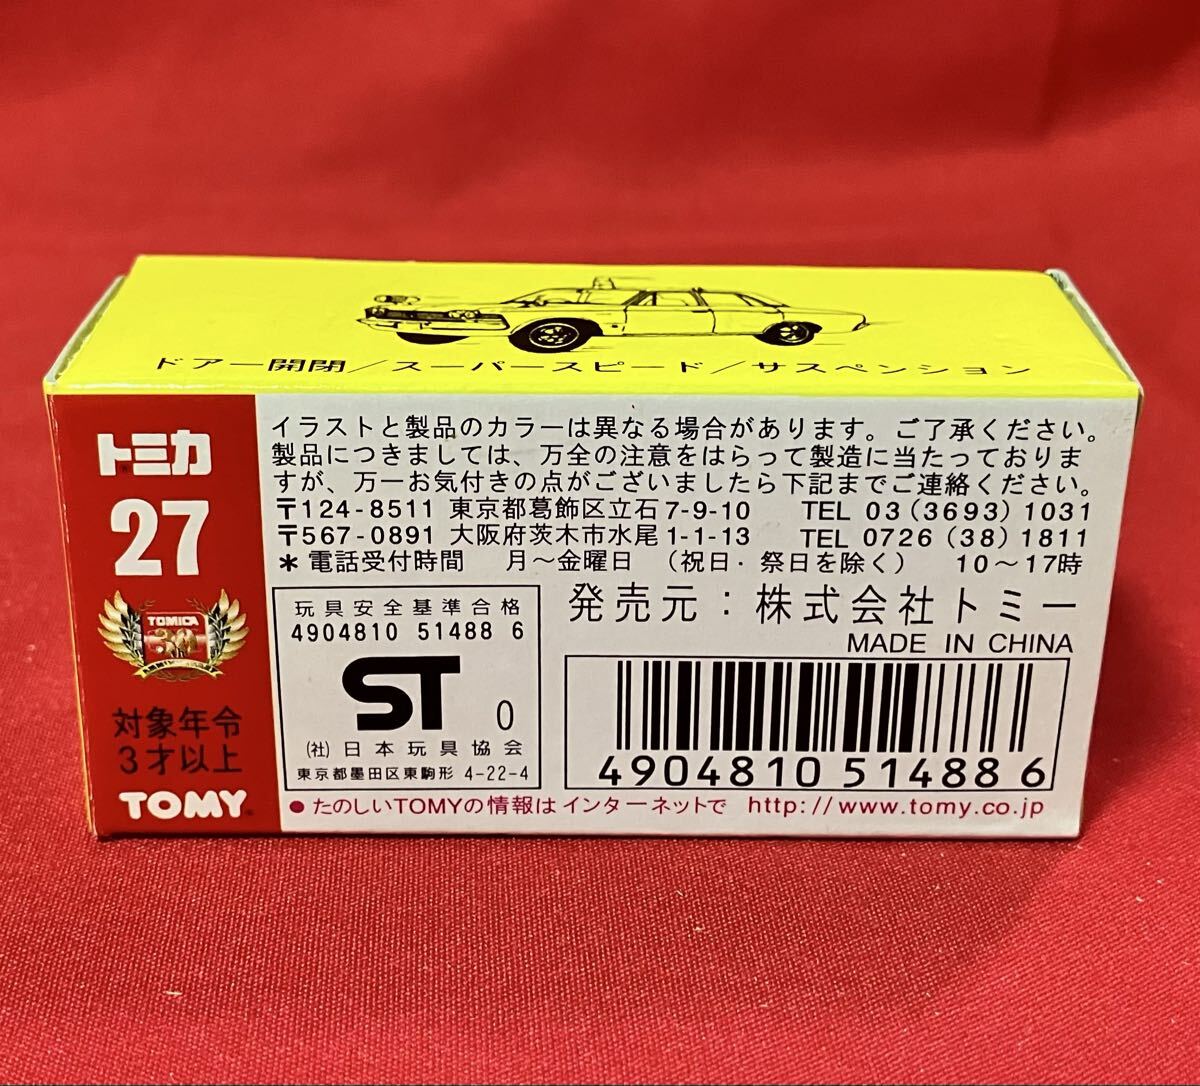 ドアー開閉/スーパースピード/サスペンション
トミカ
27
TOMICA
30
対象年令
3才以上
TOMY
イラストと製品のカラーは異なる場合があります。ご了承ください。
製品につきましては、万全の注意をはらって製造に当たっておりま
すが、万一お気付きの点がございましたら下記までご連絡ください。
〒124-8511 東京都葛飾区立石7-9-10 TEL 03(3693)1031
〒567-0891 大阪府茨木市水尾1-1-13 TEL 0726(38)1811
＊電話受付時間 月〜金曜日 (祝日・祭日を除く) 10〜17時
玩具安全基準合格
4904810 51488 6
ST 0
(社)日本玩具協会
東京都墨田区東駒形 4-22-4
発売元：株式会社トミー
MADE IN CHINA
4904810514886
●たのしいTOMYの情報はインターネットで http://www.tomy.co.jp